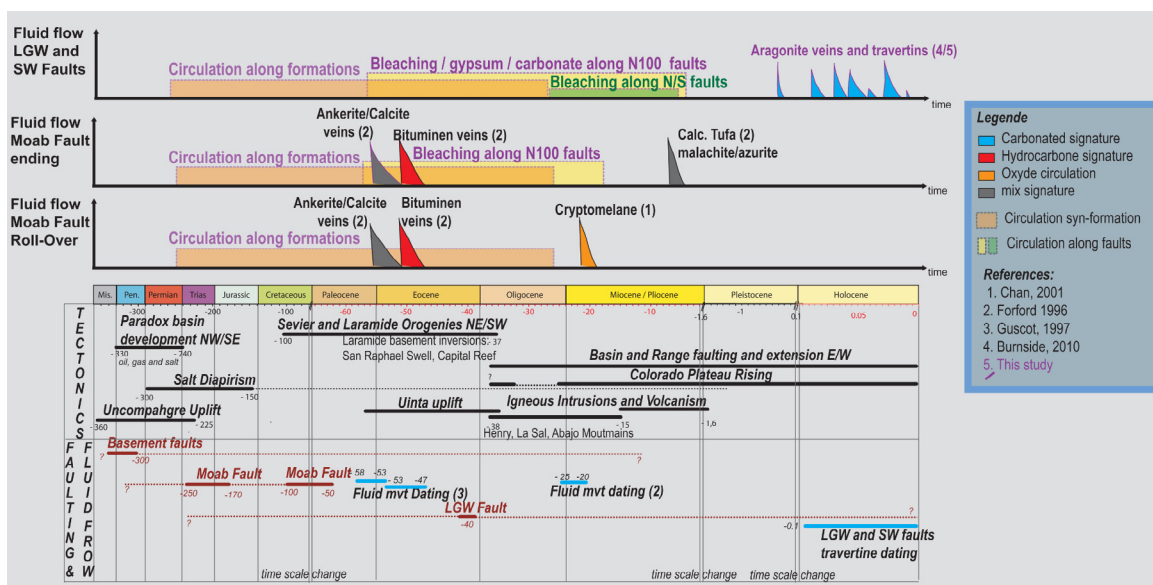 Fluid flow
LGW and
SW Faults
Circulation along formations
Bleaching / gypsum / carbonate along N100 faults
Bleaching along N/S faults
Aragonite veins and travertins (4/5)
time
Fluid flow
Moab Fault
ending
Circulation along formations
Ankerite/Calcite
veins (2)
Bituminen veins (2)
Bleaching along N100 faults
Calc. Tufa (2)
malachite/azurite
time
Fluid flow
Moab Fault
Roll-Over
Circulation along formations
Ankerite/Calcite
veins (2)
Bituminen
veins (2)
Cryptomelane (1)
time
Legende
Carbonated signature
Hydrocarbone signature
Oxyde circulation
mix signature
Circulation syn-formation
Circulation along faults
References:
1. Chan, 2001
2. Forford 1996
3. Guscot, 1997
4. Burnside, 2010
5. This study
Mis. Pen. Permian Trias Jurassic Cretaceous Paleocene Eocene Oligocene Miocene / Pliocene Pleistocene Holocene
-300 -200 -100 -60 -50 -40 -30 -20 -10 -1,6 -1 0.1 0.05 0
TECTONICS
Paradox basin
development NW/SE
-330 -240
oil, gas and salt
Sevier and Laramide Orogenies NE/SW
-100 -37
Laramide basement inversions:
San Raphael Swell, Capital Reef
Basin and Range faulting and extension E/W
?
Colorado Plateau Rising
Salt Diapirism
-300 -150
Uncompahgre Uplift
-360 -225
Uinta uplift
Igneous Intrusions and Volcanism
-38 -15 -1,6
Henry, La Sal, Abajo Moutmains
FAULTING &
FLUID FROW
Basement faults
? -300 ?
Moab Fault
? -250 -170
Moab Fault
-100 -50
58 -53
-53 -47
Fluid mvt Dating (3)
-25 -20
Fluid mvt dating (2)
LGW Fault
? -40 ?
-0.1
LGW and SW faults
travertine dating
time scale change
time scale change
time scale change